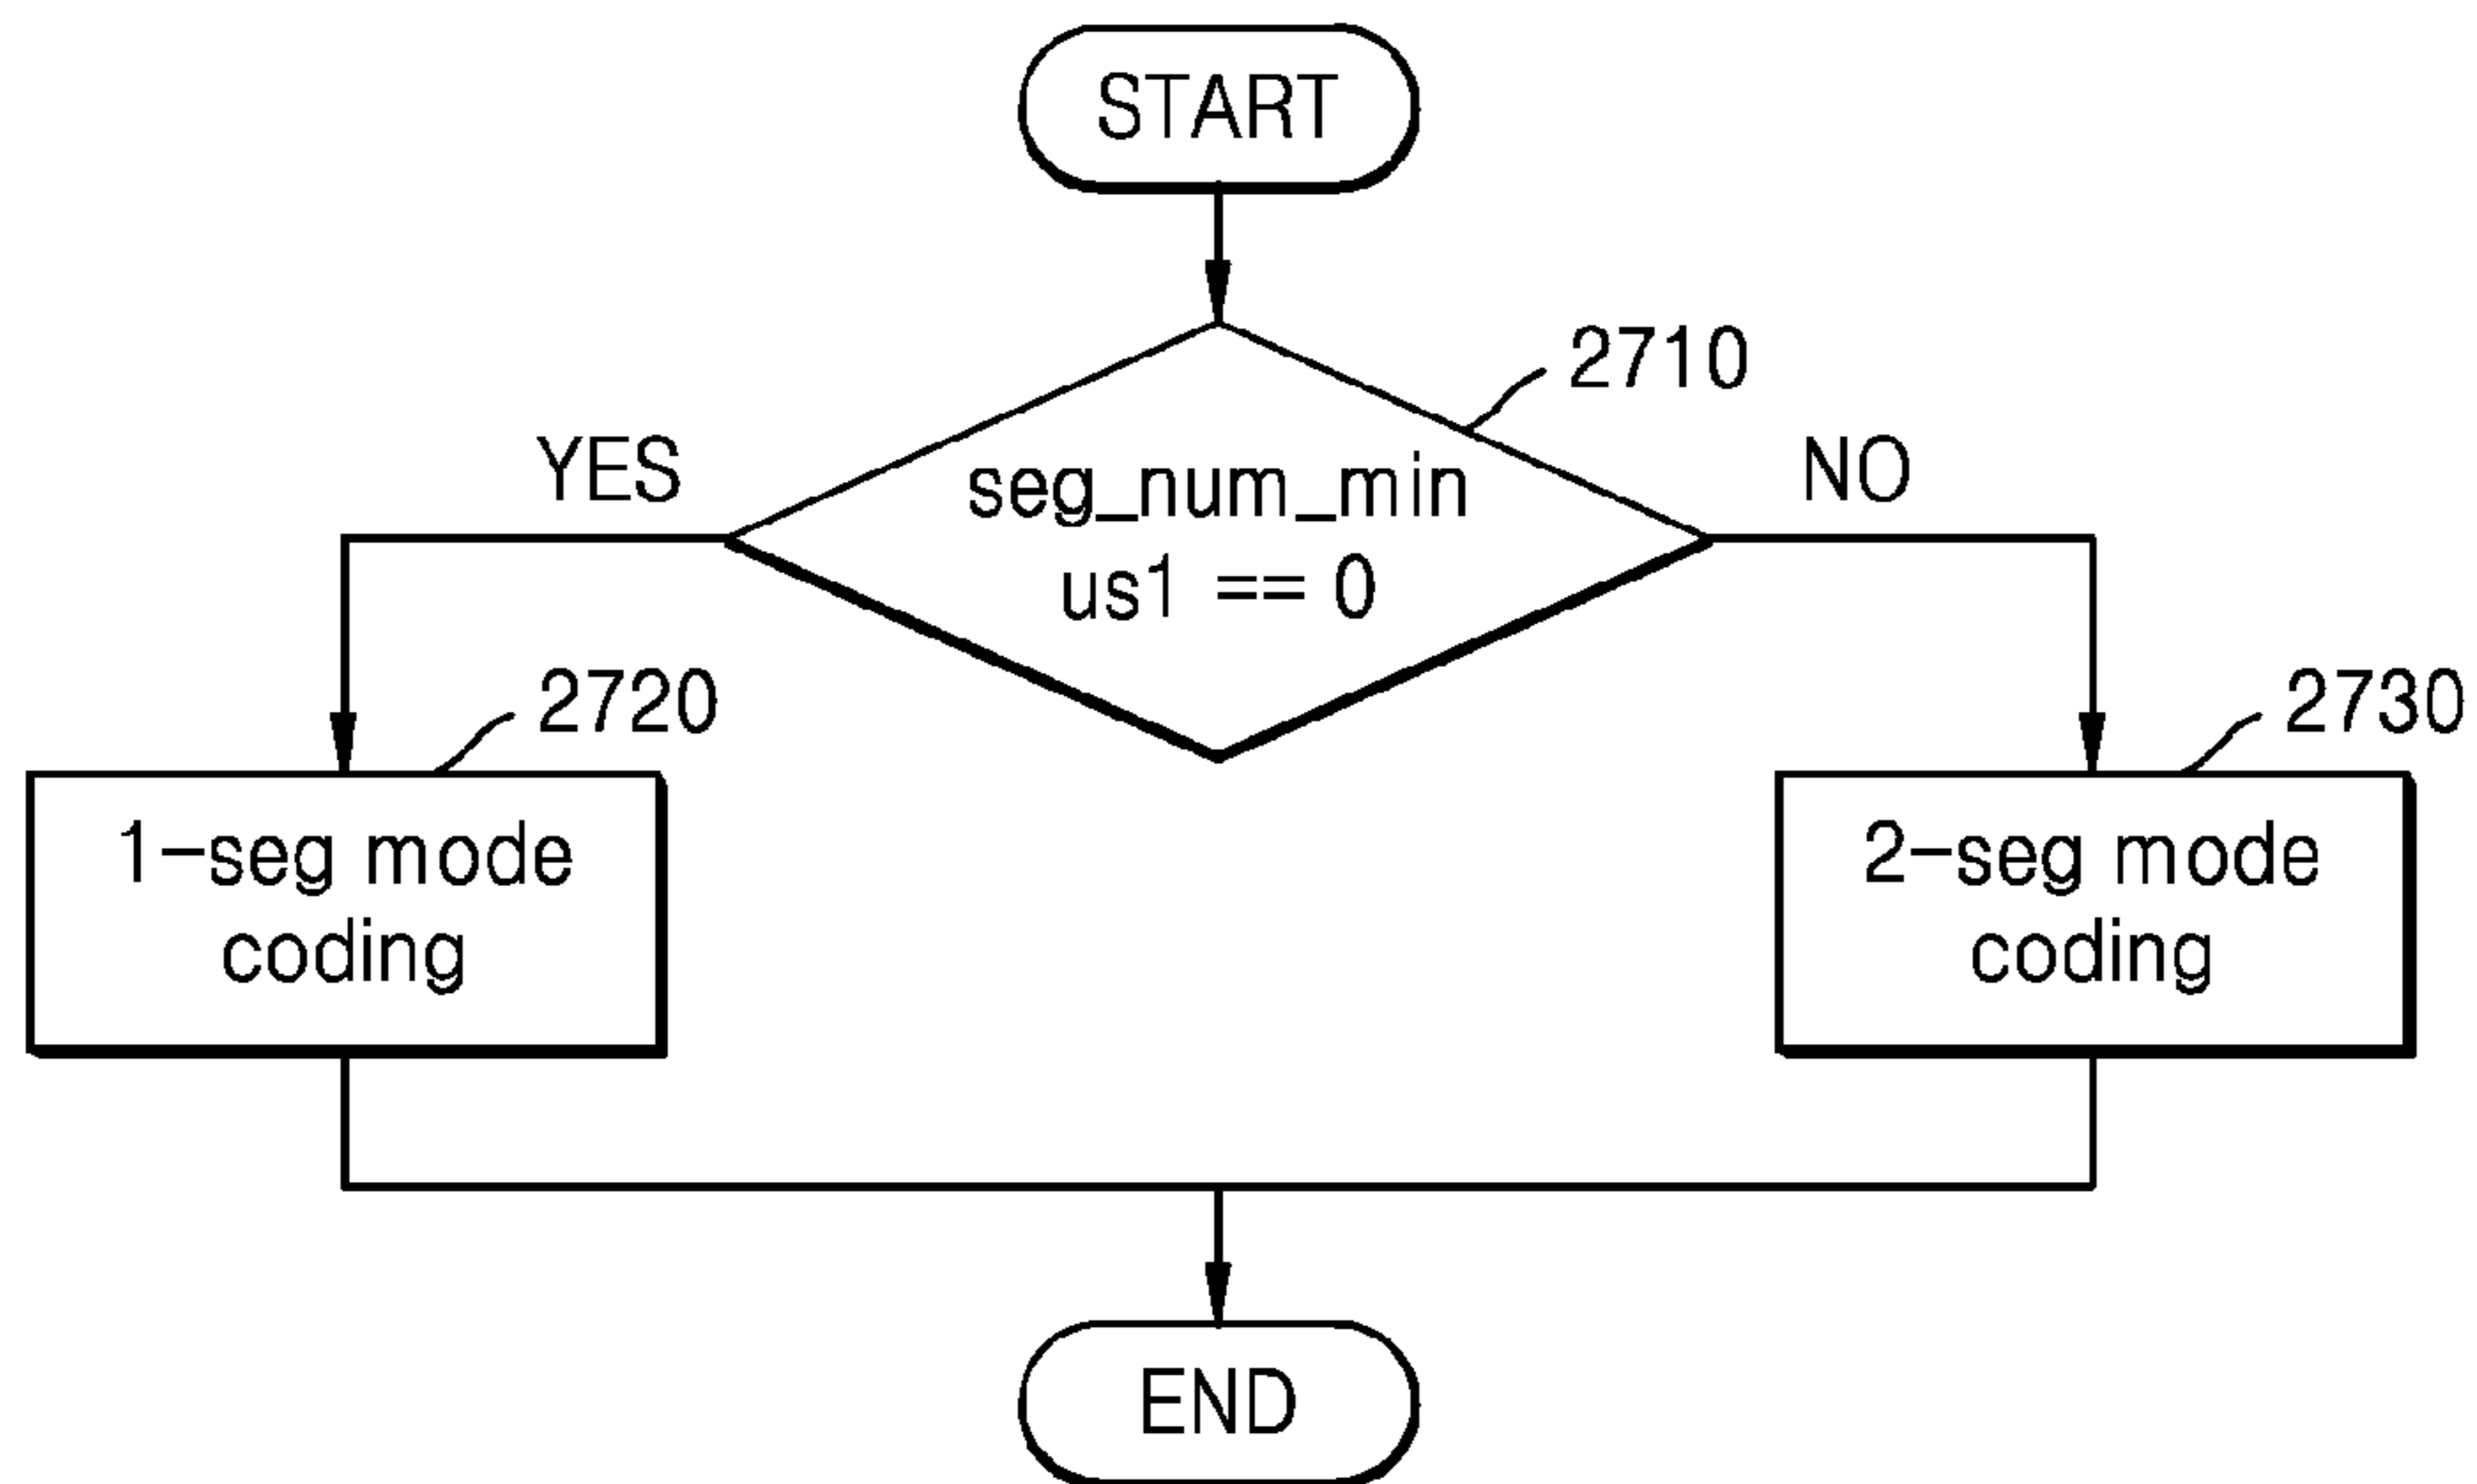 START
2710
YES
NO
seg_num_min
us1 == 0
2720
2730
1-seg mode
coding
2-seg mode
coding
END